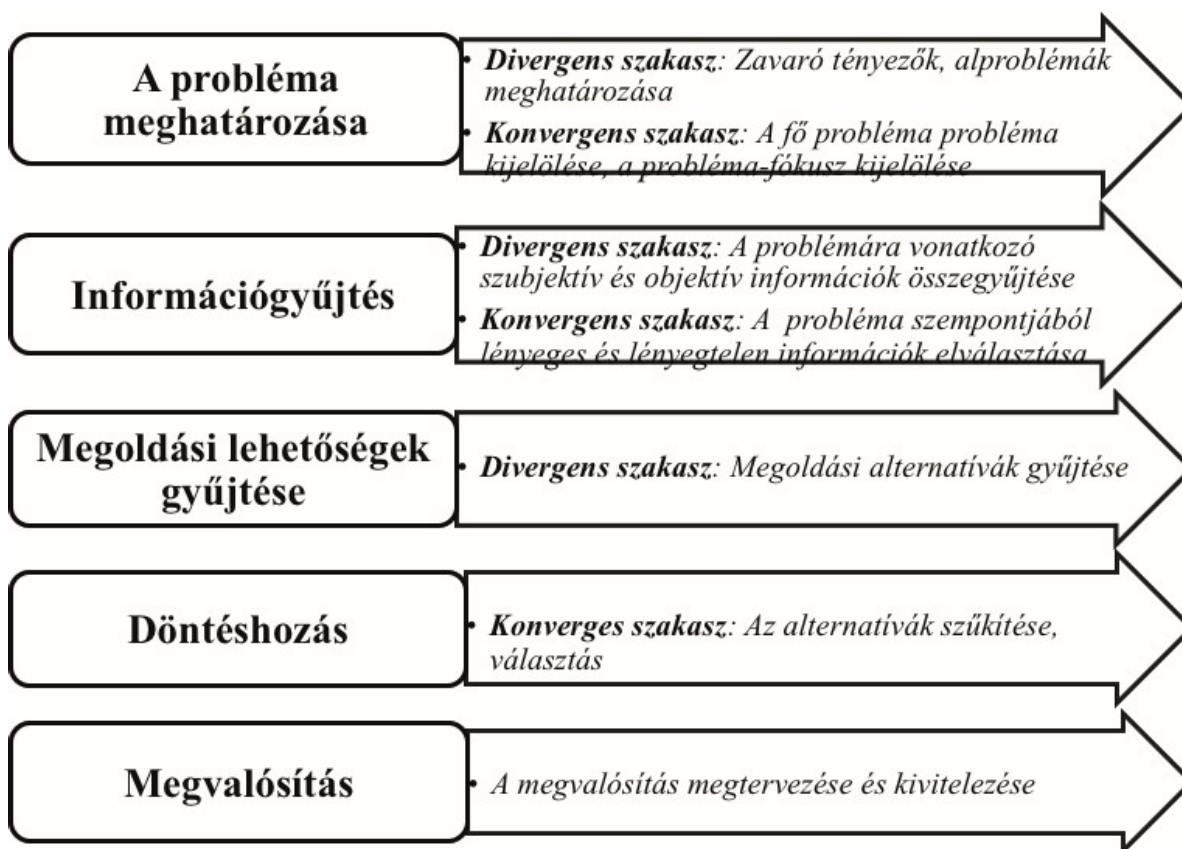 A probléma
meghatározása
• Divergens szakasz: Zavaró tényezők, alproblémák
meghatározása
• Konvergens szakasz: A fő probléma probléma
kijelölése, a probléma-fókusz kijelölése
Információgyűjtés
• Divergens szakasz: A problémára vonatkozó
szubjektív és objektív információk összegyűjtése
• Konvergens szakasz: A probléma szempontjából
lényeges és lényegtelen információk elválasztása
Megoldási lehetőségek
gyűjtése
• Divergens szakasz: Megoldási alternatívák gyűjtése
Döntéshozás
• Konverges szakasz: Az alternatívák szűkítése,
választás
Megvalósítás
• A megvalósítás megtervezése és kivitelezése